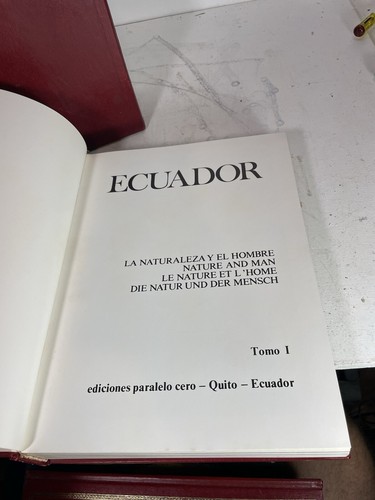 ECUADOR
LA NATURALEZA Y EL HOMBRE
NATURE AND MAN
LE NATURE ET L'HOME
DIE NATUR UND DER MENSCH
Tomo I
ediciones paralelo cero – Quito – Ecuador